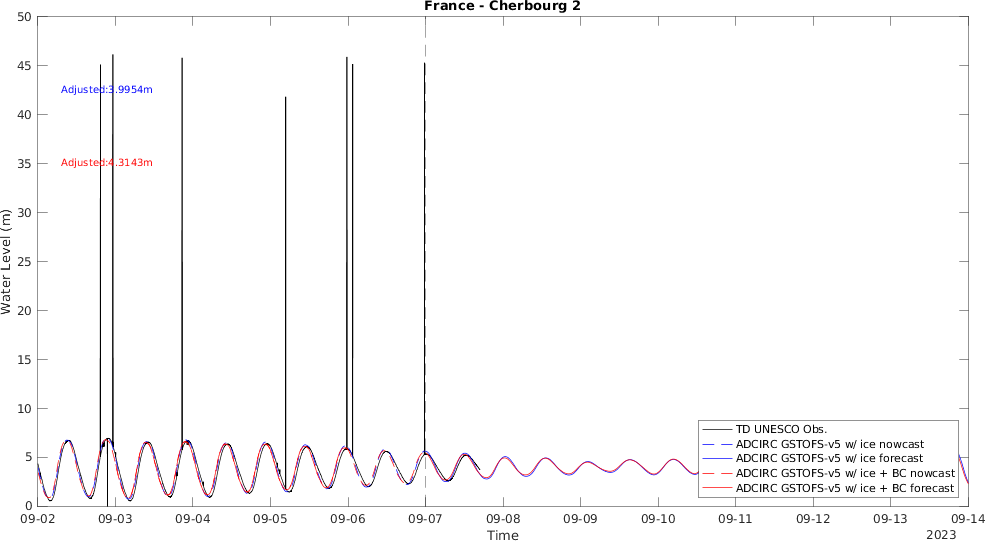 France - Cherbourg 2
50
45
40
35
30
25
20
15
10
5
0
Water Level (m)
Adjusted:3.9954m
Adjusted:4.3143m
TD UNESCO Obs.
ADCIRC GSTOFS-v5 w/ ice nowcast
ADCIRC GSTOFS-v5 w/ ice forecast
ADCIRC GSTOFS-v5 w/ ice + BC nowcast
ADCIRC GSTOFS-v5 w/ ice + BC forecast
09-02 09-03 09-04 09-05 09-06 09-07 09-08 09-09 09-10 09-11 09-12 09-13 09-14
Time
2023